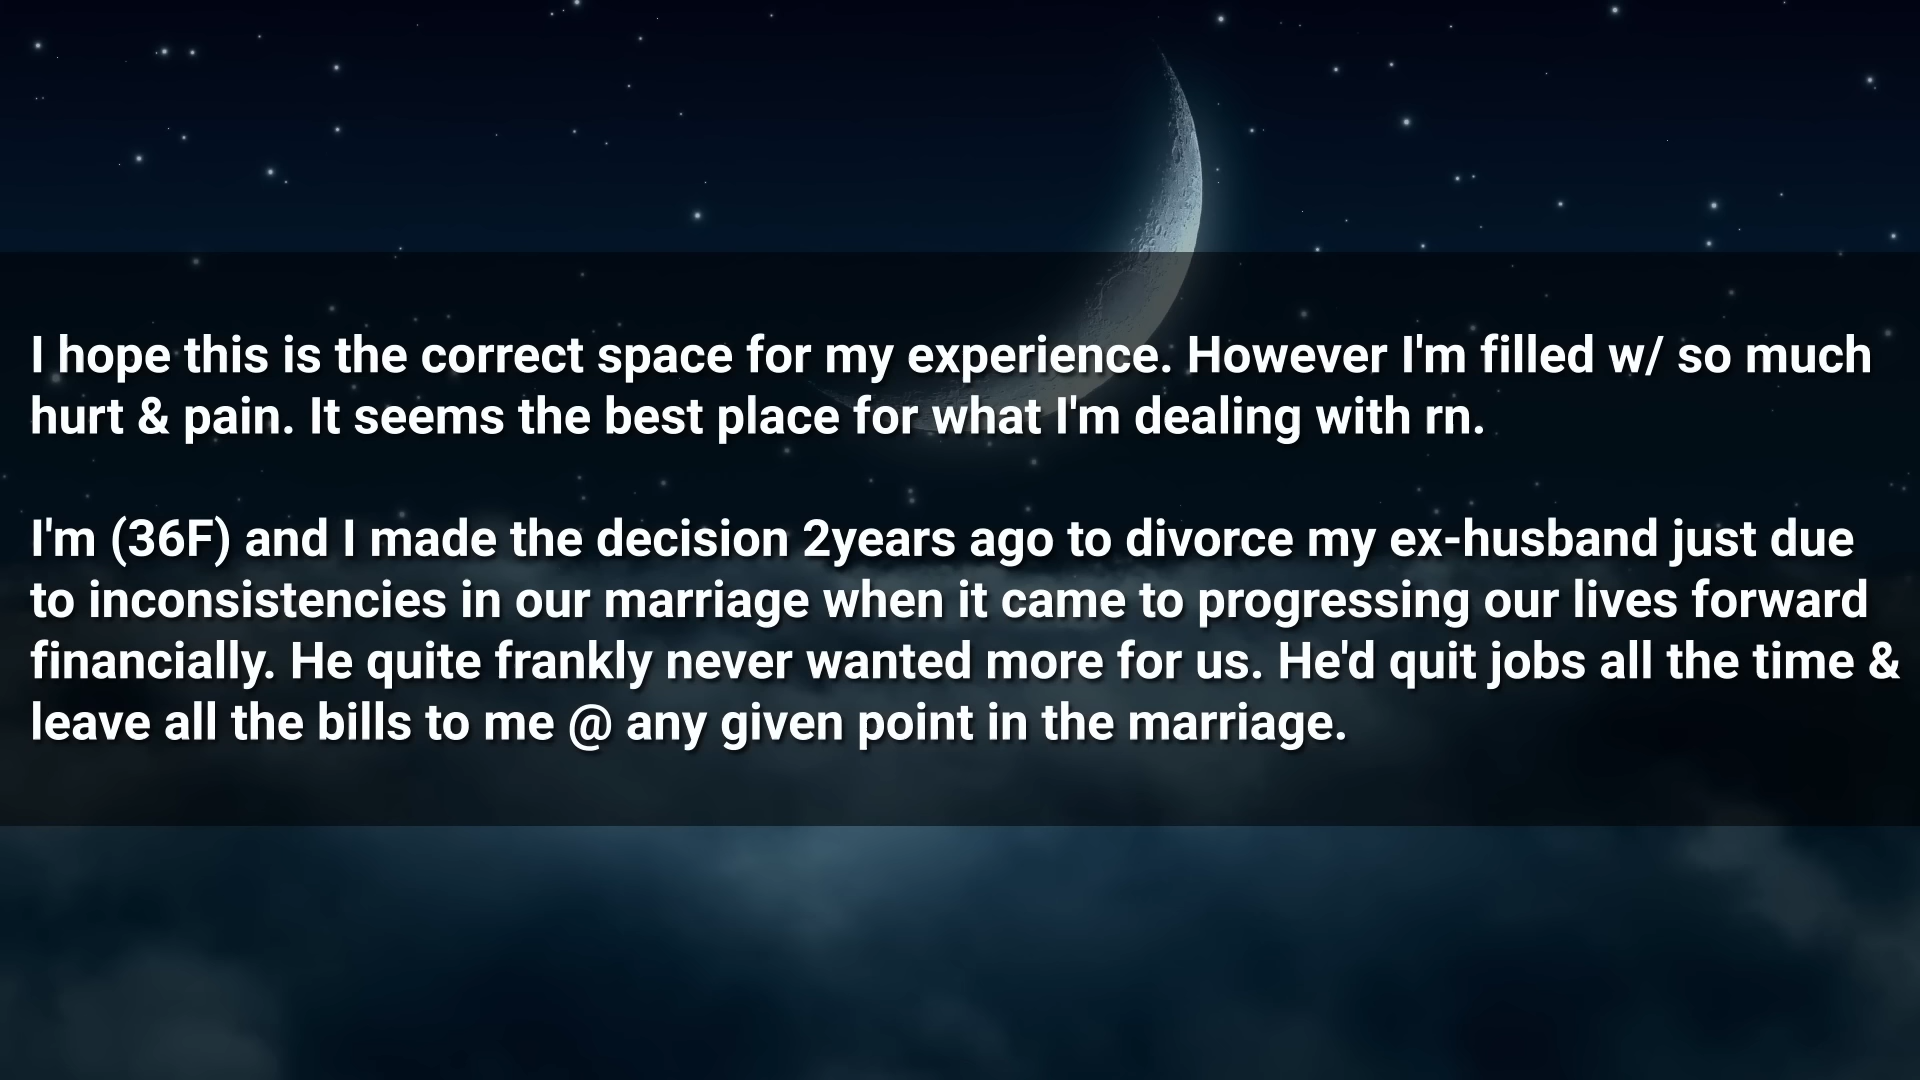 I hope this is the correct space for my experience. However I'm filled w/ so much
hurt & pain. It seems the best place for what I'm dealing with rn.
I'm (36F) and I made the decision 2years ago to divorce my ex-husband just due
to inconsistencies in our marriage when it came to progressing our lives forward
financially. He quite frankly never wanted more for us. He'd quit jobs all the time &
leave all the bills to me @ any given point in the marriage.